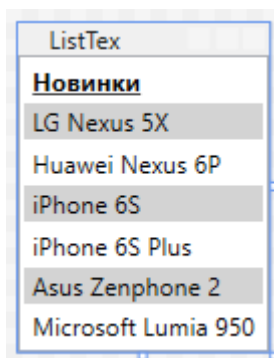 ListTex
Новинки
LG Nexus 5X
Huawei Nexus 6P
iPhone 6S
iPhone 6S Plus
Asus Zenphone 2
Microsoft Lumia 950